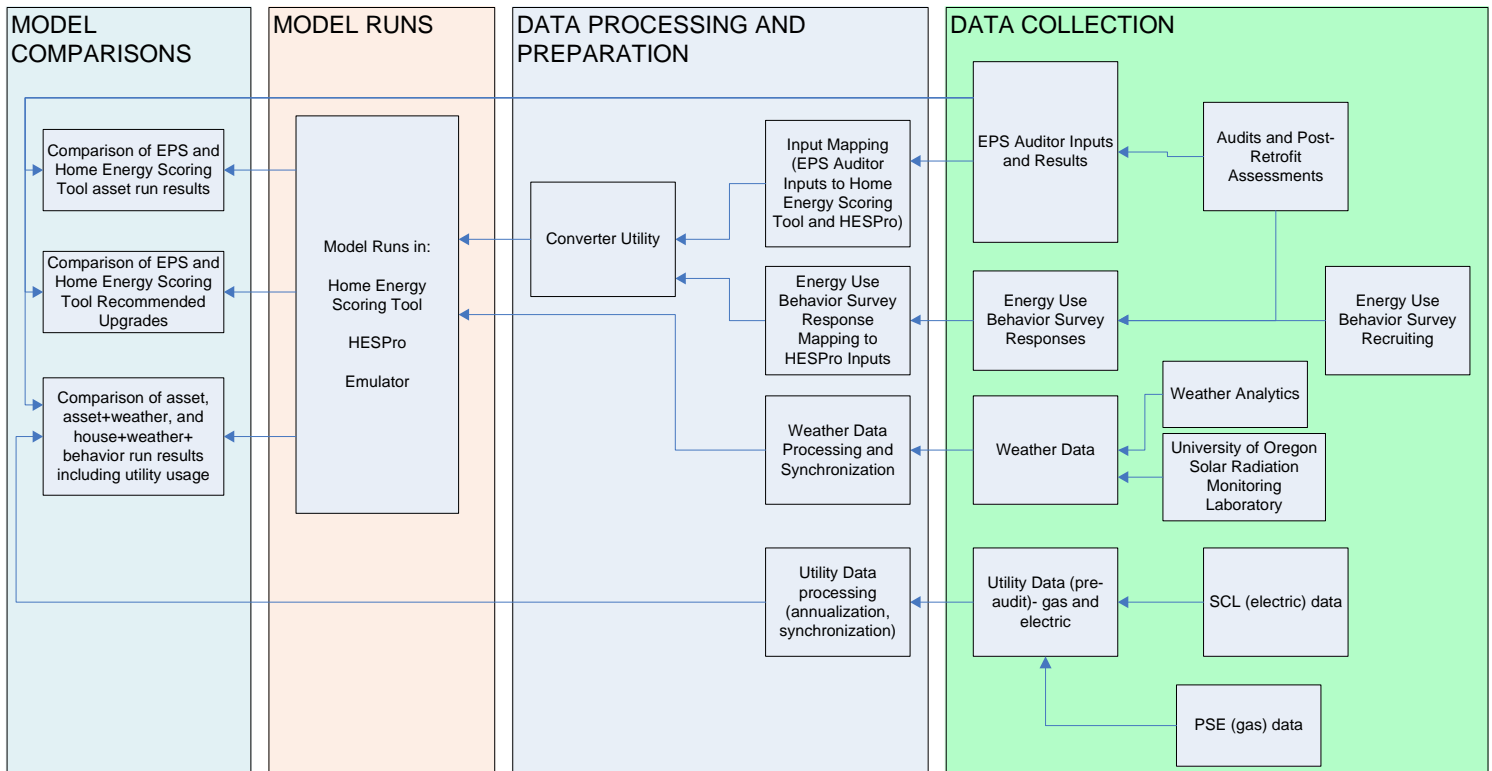 MODEL
COMPARISONS
Comparison of EPS and
Home Energy Scoring
Tool asset run results
Comparison of EPS and
Home Energy Scoring
Tool Recommended
Upgrades
Comparison of asset,
asset+weather, and
house+weather+
behavior run results
including utility usage
MODEL RUNS
Model Runs in:
Home Energy
Scoring Tool
HESPro
Emulator
DATA PROCESSING AND
PREPARATION
Converter Utility
Input Mapping
(EPS Auditor
Inputs to Home
Energy Scoring
Tool and HESPro)
Energy Use
Behavior Survey
Response
Mapping to
HESPro Inputs
Weather Data
Processing and
Synchronization
Utility Data
processing
(annualization,
synchronization)
DATA COLLECTION
EPS Auditor Inputs
and Results
Audits and Post-
Retrofit
Assessments
Energy Use
Behavior Survey
Responses
Energy Use
Behavior Survey
Recruiting
Weather Data
Weather Analytics
University of Oregon
Solar Radiation
Monitoring
Laboratory
Utility Data (pre-
audit)- gas and
electric
SCL (electric) data
PSE (gas) data